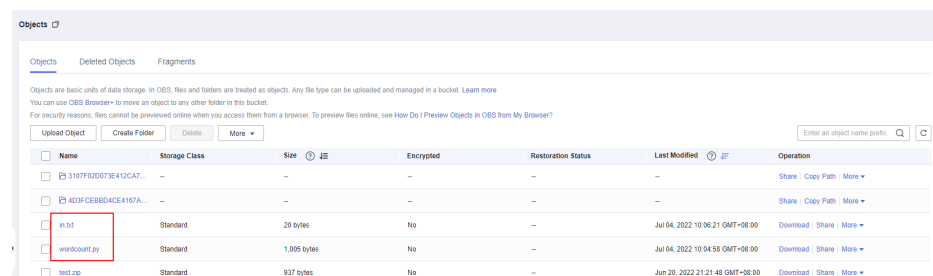 Objects
Objects Deleted Objects Fragments
Objects are basic units of data storage. In OBS, files and folders are treated as objects. Any file type can be uploaded and managed in a bucket. Learn more
You can use OBS Browser+ to move an object to any other folder in this bucket.
For security reasons, files cannot be previewed online when you access them from a browser. To preview files online, see How Do I Preview Objects in OBS from My Browser?
Upload Object Create Folder Delete More Enter an object name prefix.
Name Storage Class Size Encrypted Restoration Status Last Modified Operation
3107F02D073E412CA7... -- -- -- -- -- Share Copy Path More
4D3FCEBBD4CE4167A... -- -- -- -- -- Share Copy Path More
in.txt Standard 20 bytes No -- Jul 04, 2022 10:06:21 GMT+08:00 Download Share More
wordcount.py Standard 1,005 bytes No -- Jul 04, 2022 10:04:58 GMT+08:00 Download Share More
test.zip Standard 937 bytes No -- Jun 20, 2022 21:21:48 GMT+08:00 Download Share More